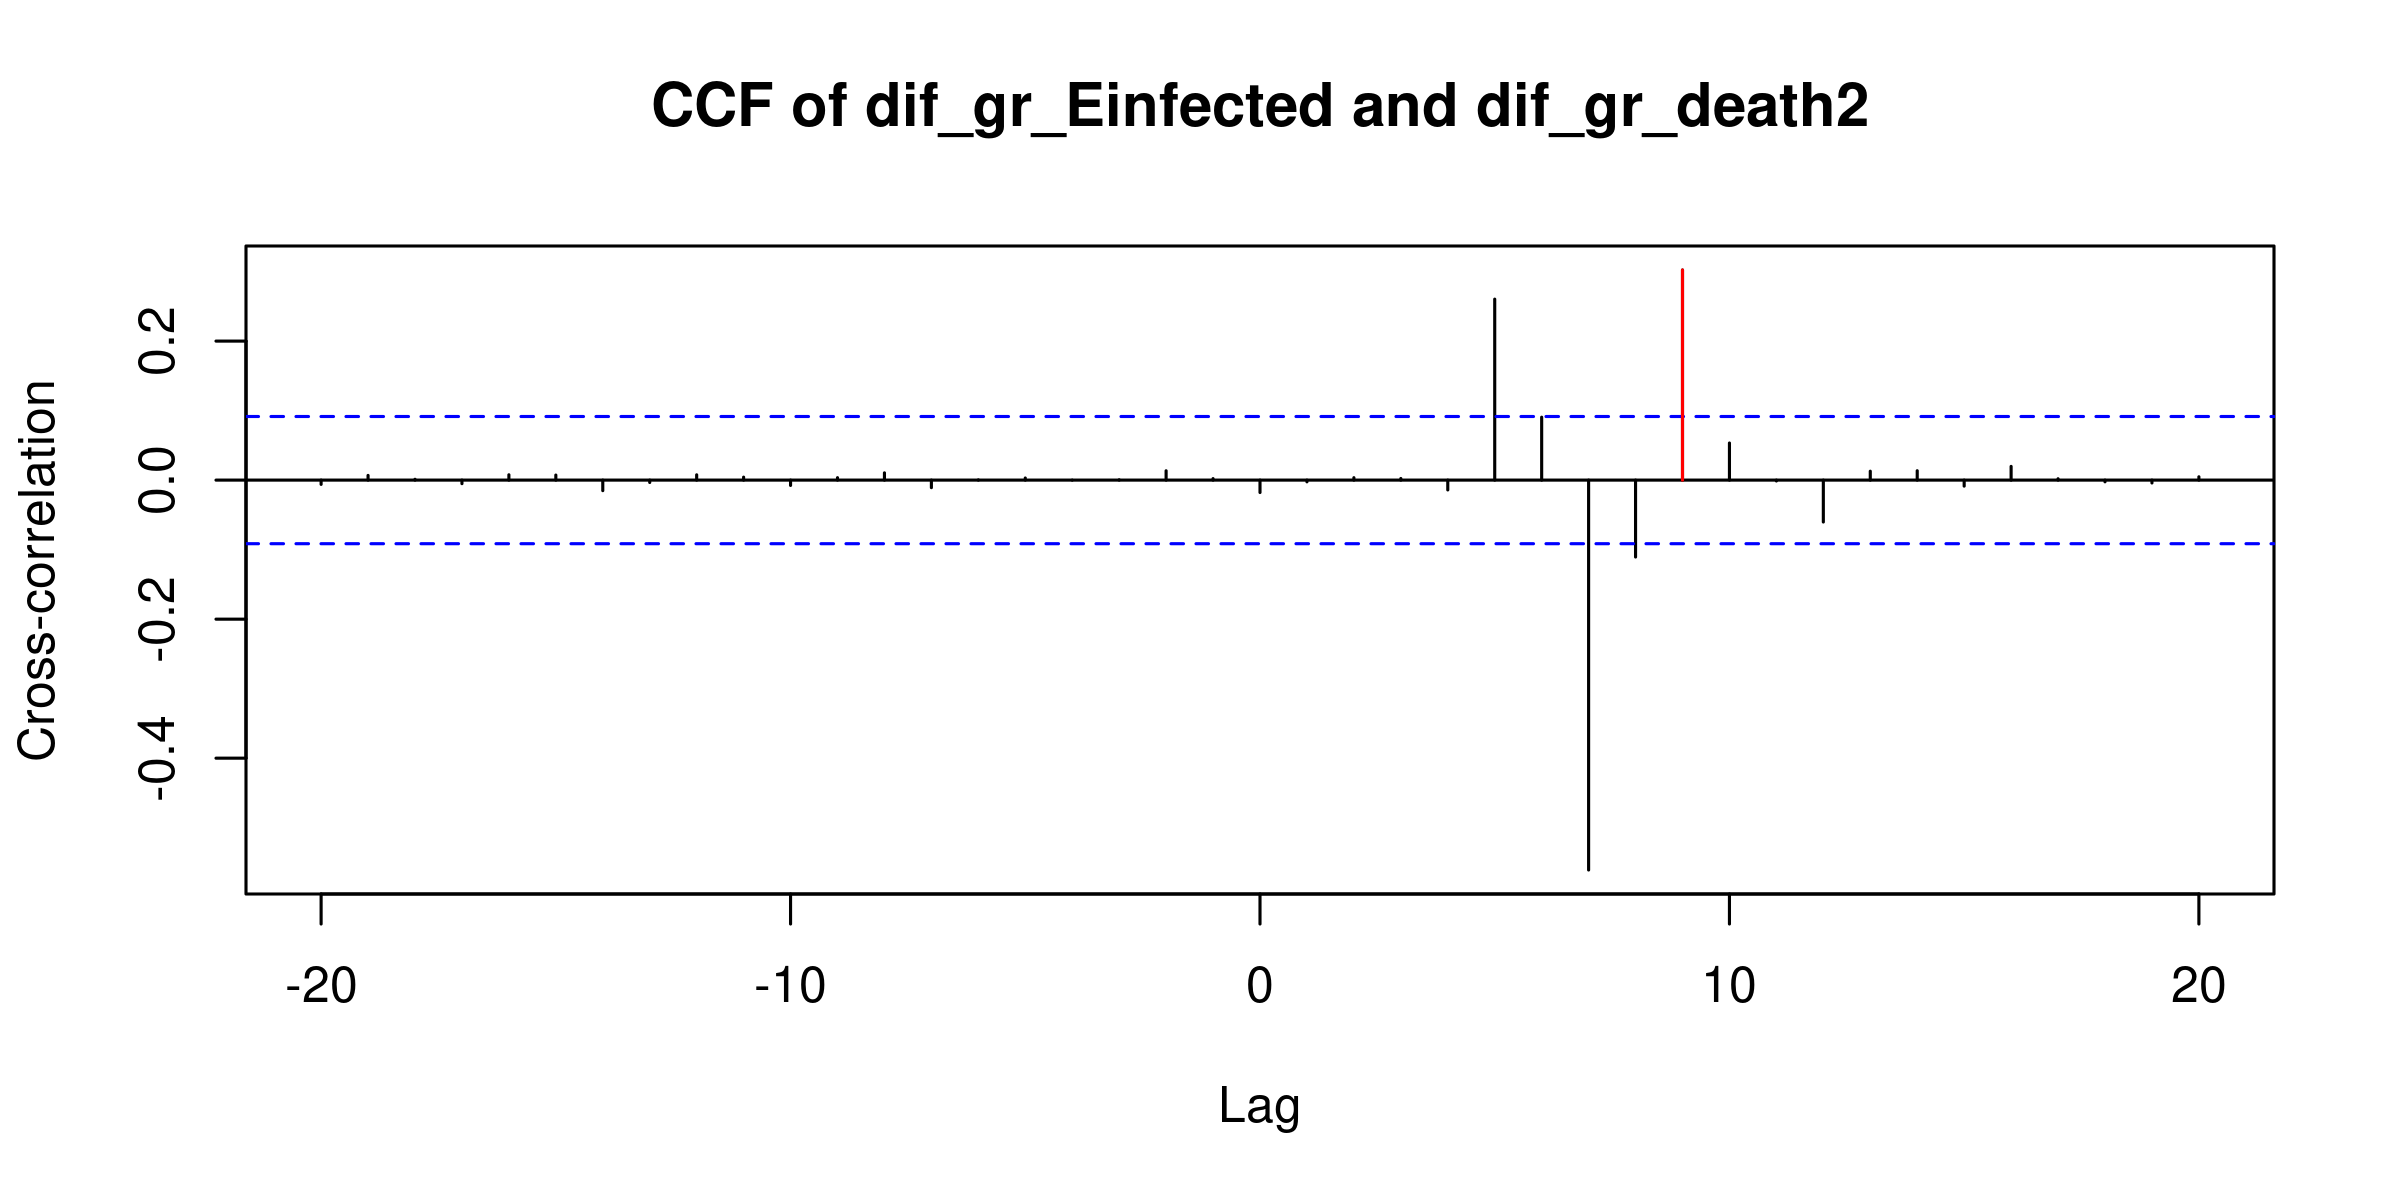 CCF of dif_gr_Einfected and dif_gr_death2
Cross-correlation
0.2
0.0
-0.2
-0.4
-20 -10 0 10 20
Lag